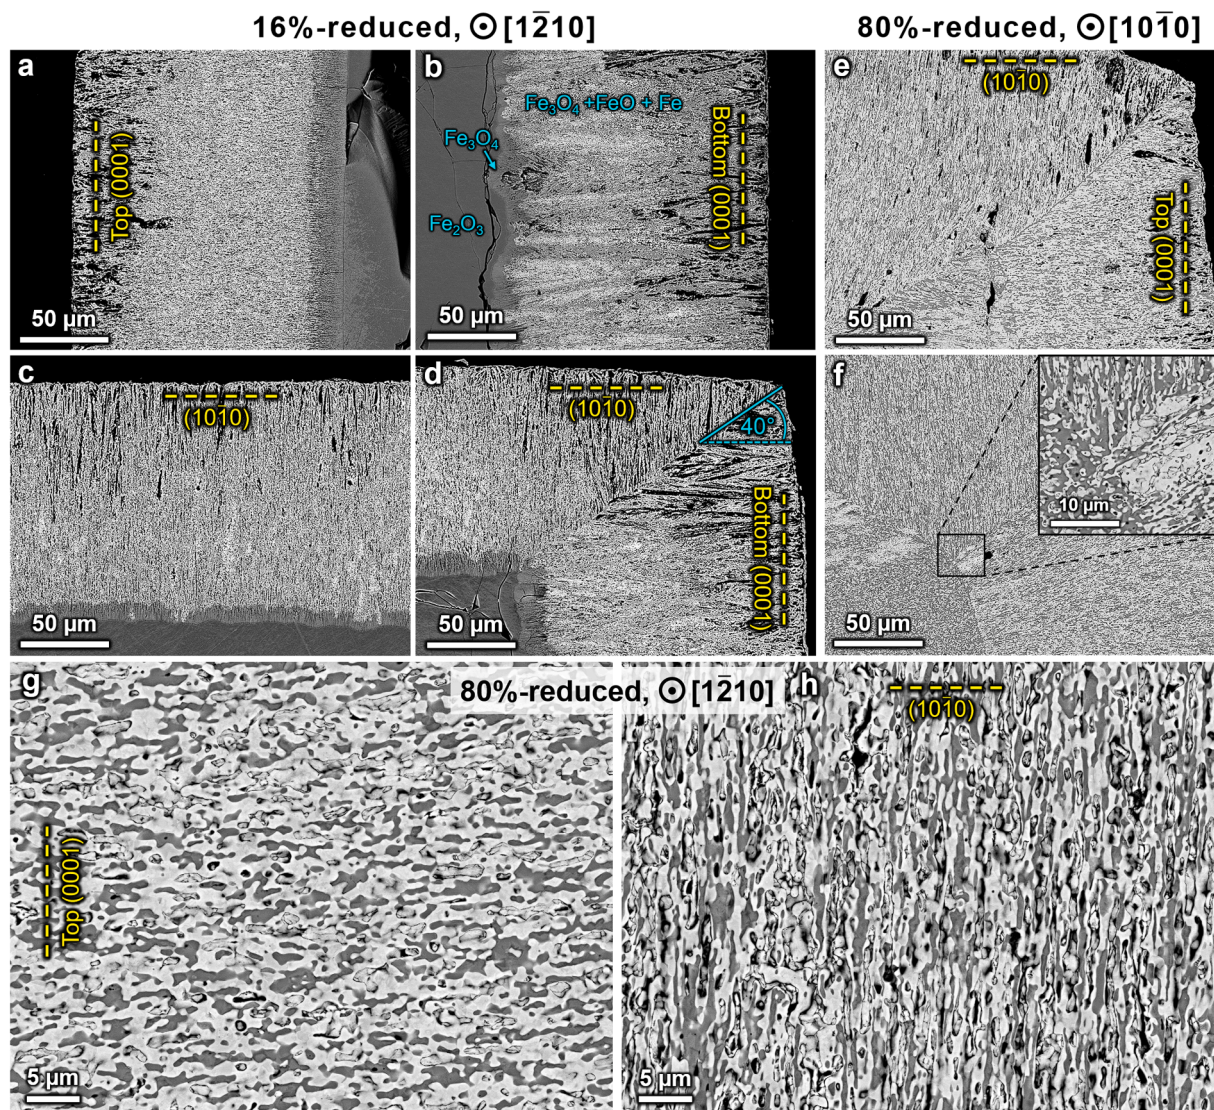 16%-reduced, ⊙ [12̄10]
80%-reduced, ⊙ [101̄0]
a
Top (0001)
50 μm
b
Fe₃O₄ +FeO + Fe
Fe₃O₄
Fe₂O₃
Bottom (0001)
50 μm
e
(101̄0)
Top (0001)
50 μm
c
(101̄0)
50 μm
d
(101̄0)
40°
Bottom (0001)
50 μm
f
10 μm
50 μm
80%-reduced, ⊙ [12̄10]
g
Top (0001)
5 μm
h
(101̄0)
5 μm